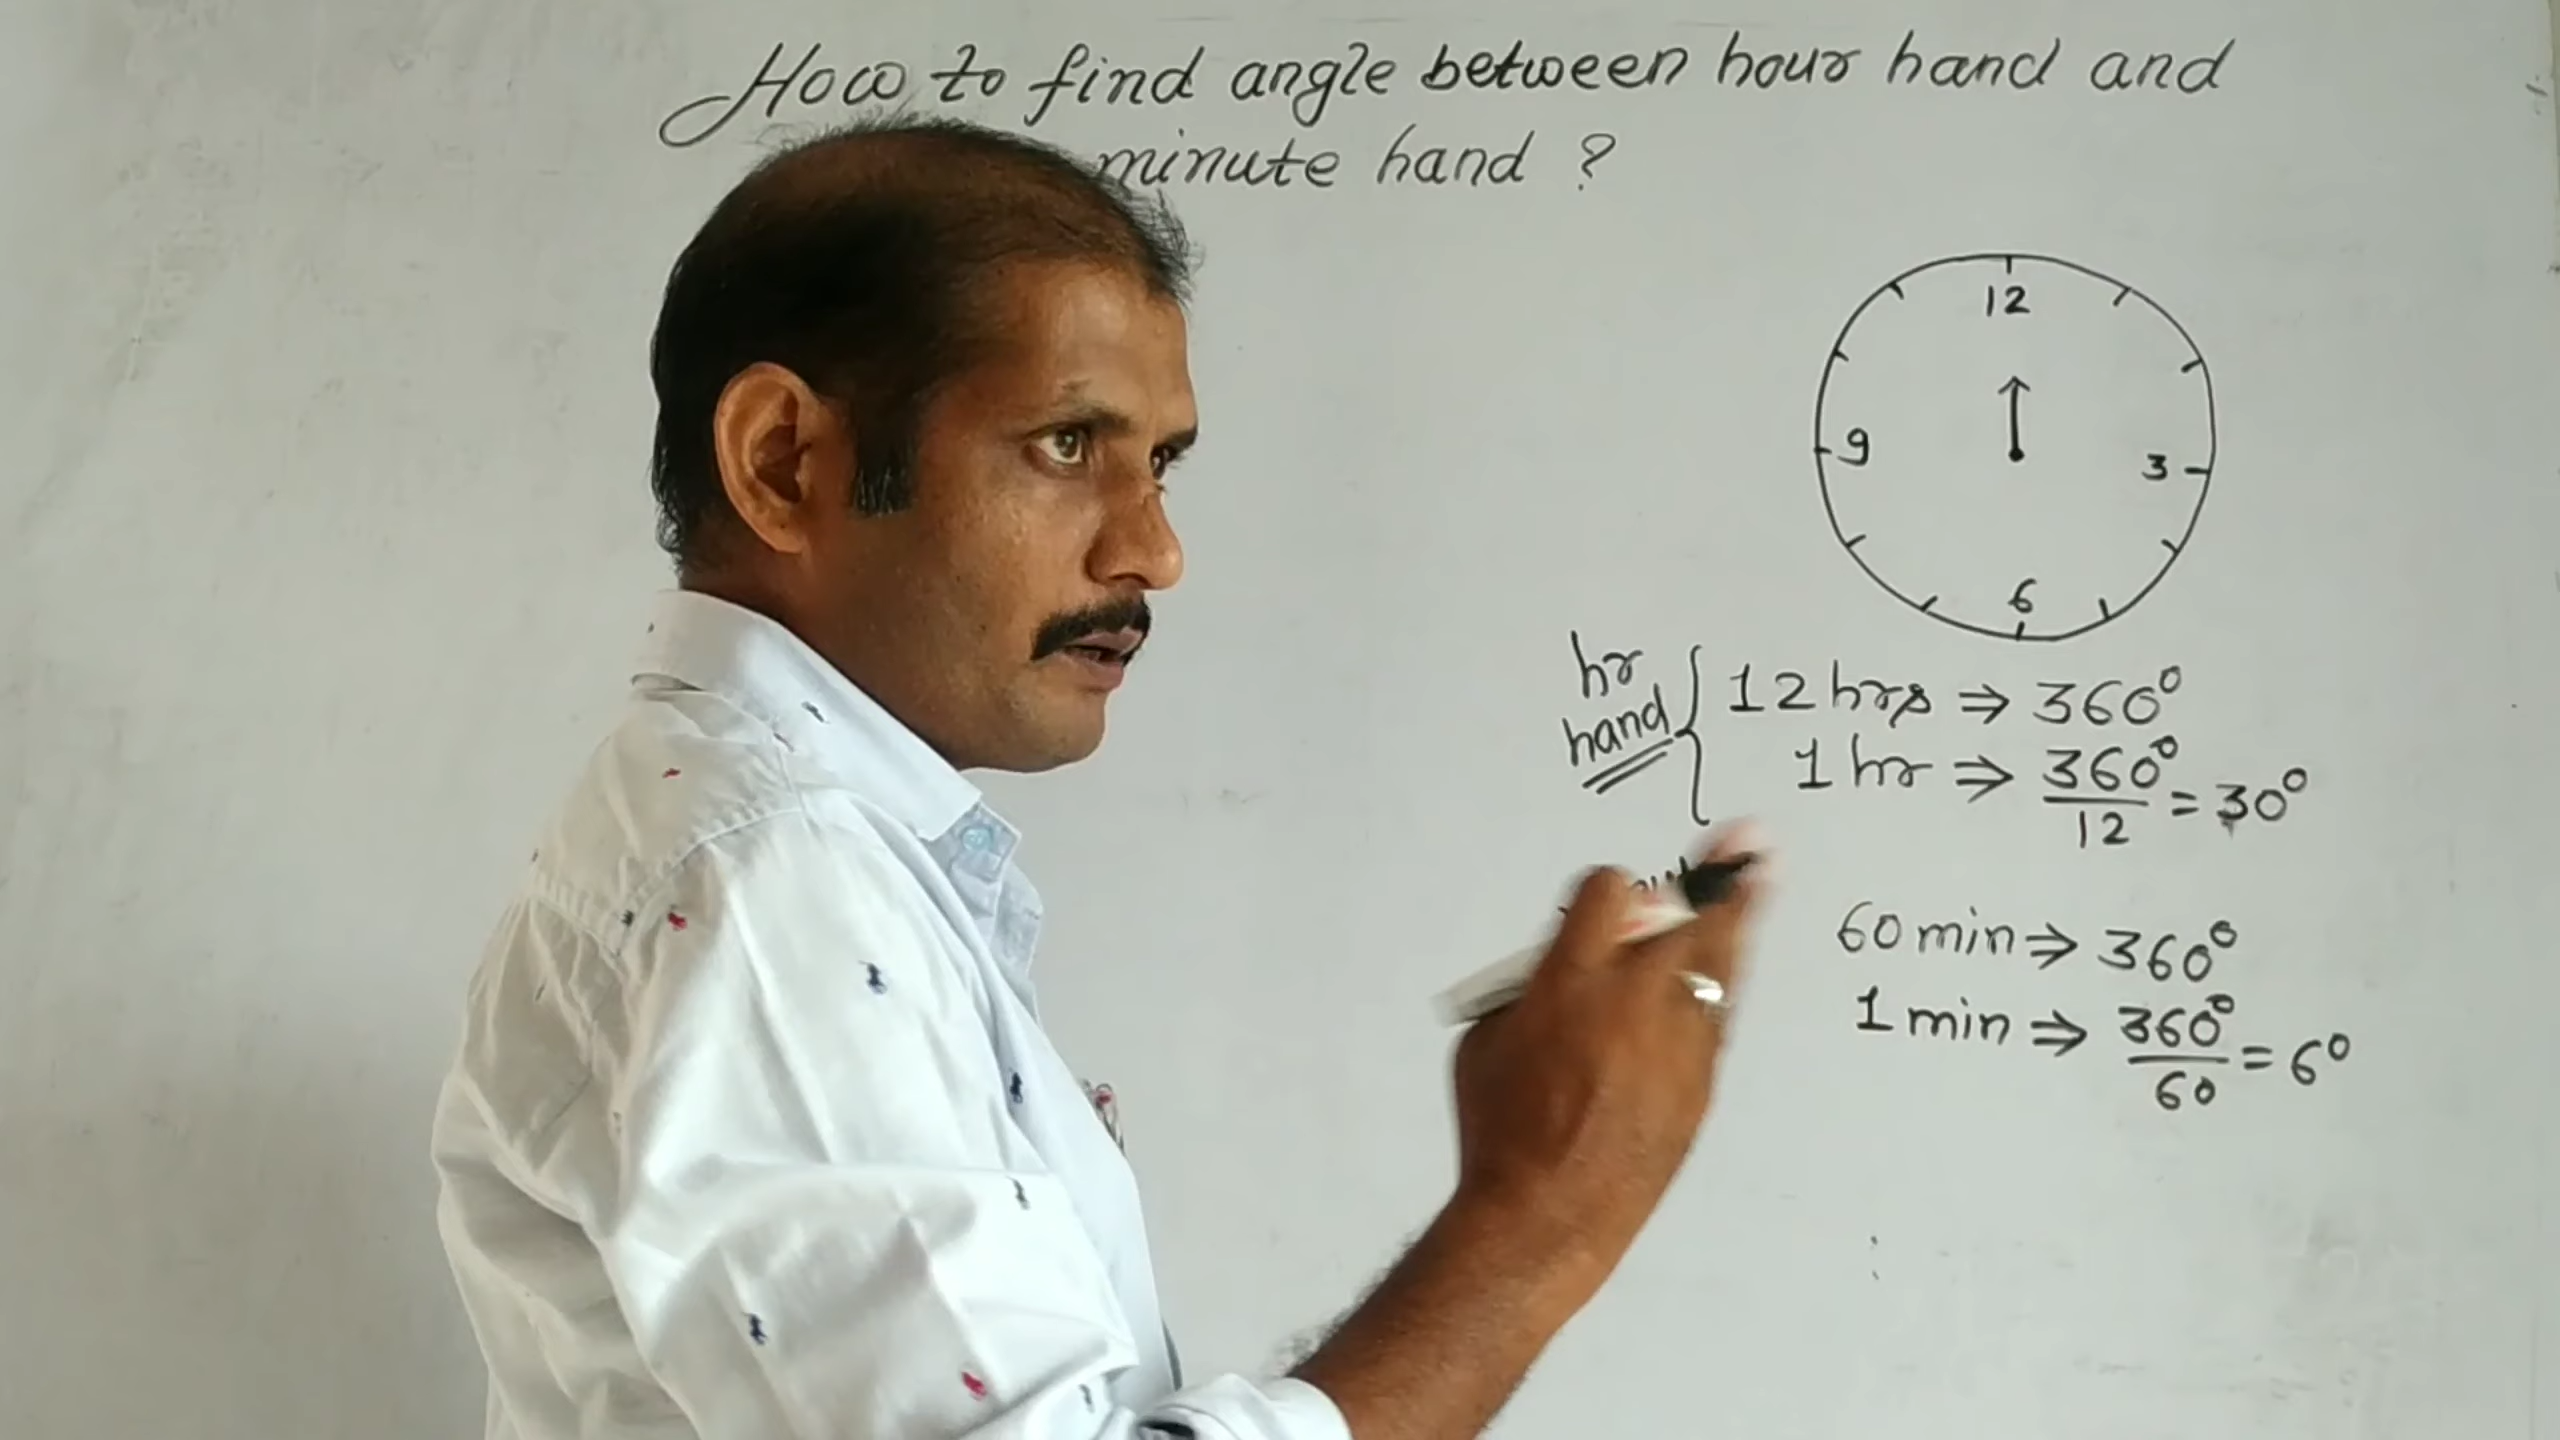 How to find angle between hour hand and
minute hand ?
12
9
3
6
hr
hand
12 hrs ⇒ 360°
1 hr ⇒ 360°/12 = 30°
60 min ⇒ 360°
1 min ⇒ 360°/60 = 6°